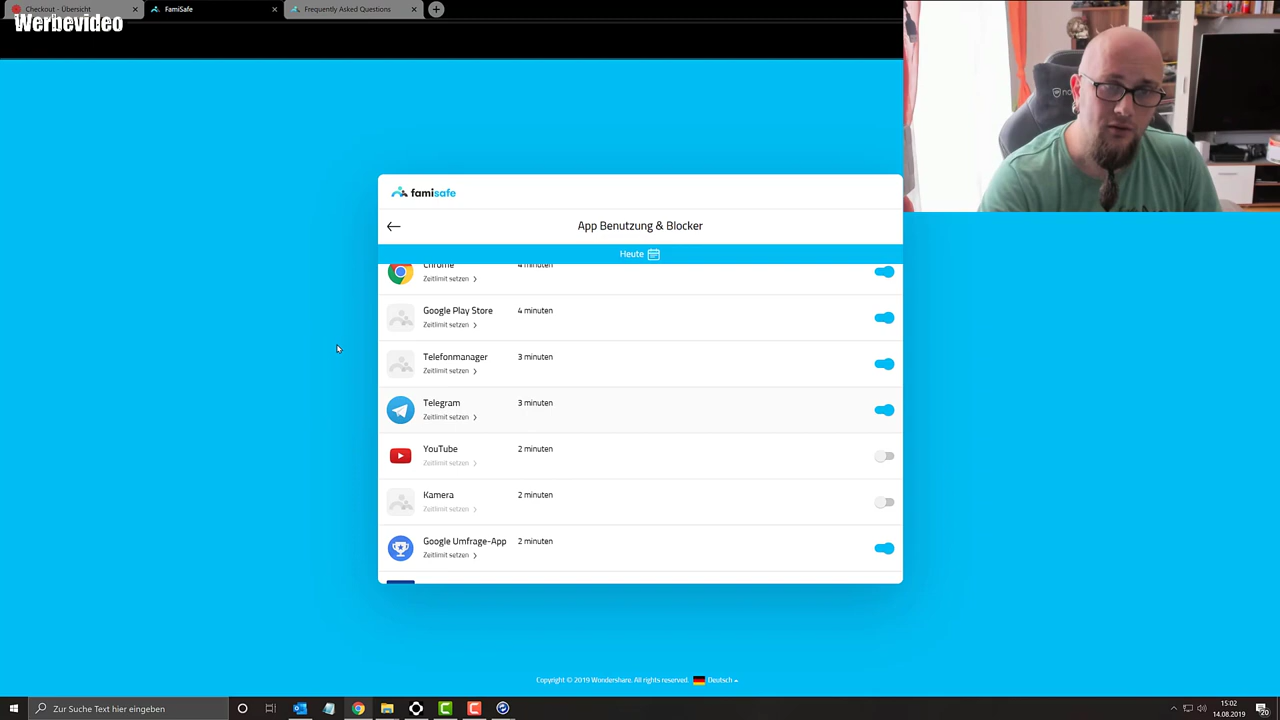 Checkout - Übersicht
FamiSafe
Frequently Asked Questions
Werbevideo
famisafe
App Benutzung & Blocker
Heute
Chrome
4 minuten
Zeitlimit setzen
Google Play Store
4 minuten
Zeitlimit setzen
Telefonmanager
3 minuten
Zeitlimit setzen
Telegram
3 minuten
Zeitlimit setzen
YouTube
2 minuten
Zeitlimit setzen
Kamera
2 minuten
Zeitlimit setzen
Google Umfrage-App
2 minuten
Zeitlimit setzen
Copyright © 2019 Wondershare. All rights reserved.
Deutsch
Zur Suche Text hier eingeben
15:02
14.08.2019
20